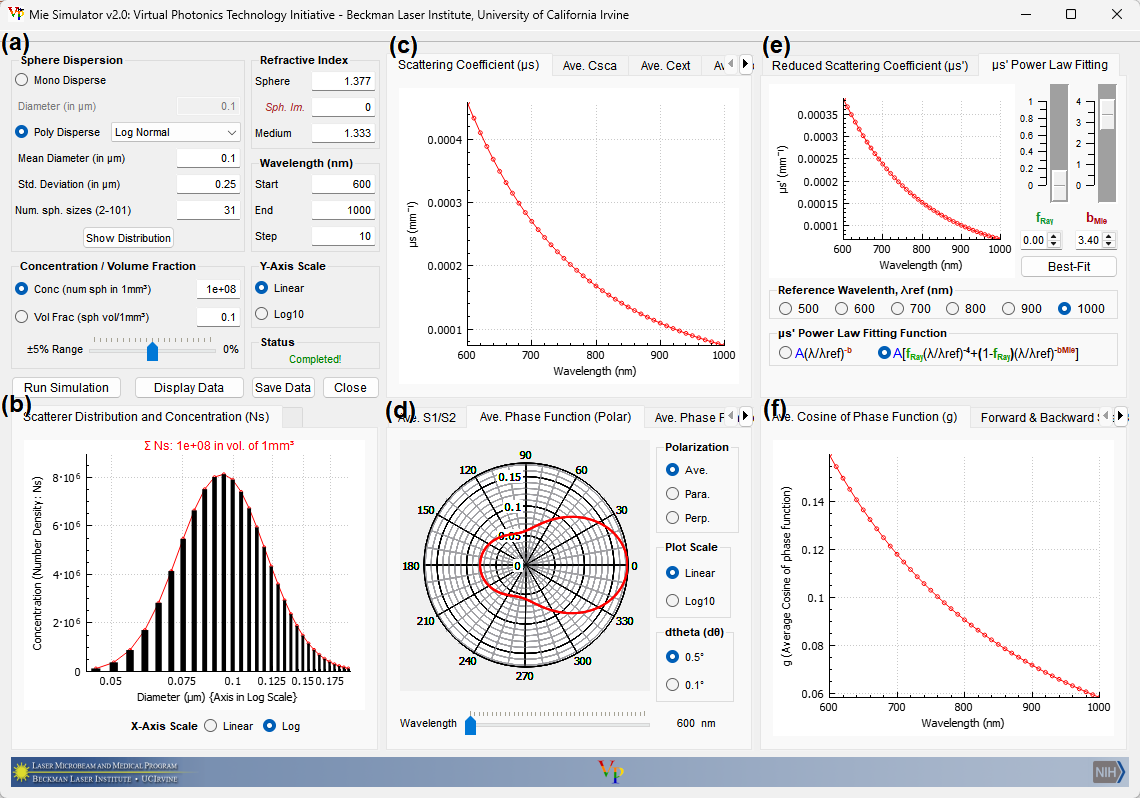 Mie Simulator v2.0: Virtual Photonics Technology Initiative - Beckman Laser Institute, University of California Irvine
(a)
Sphere Dispersion
Mono Disperse
Diameter (in µm) 0.1
Poly Disperse Log Normal
Mean Diameter (in µm) 0.1
Std. Deviation (in µm) 0.25
Num. sph. sizes (2-101) 31
Show Distribution
Refractive Index
Sphere 1.377
Sph. Im. 0
Medium 1.333
Wavelength (nm)
Start 600
End 1000
Step 10
Concentration / Volume Fraction
Conc (num sph in 1mm³) 1e+08
Vol Frac (sph vol/1mm³) 0.1
±5% Range 0%
Y-Axis Scale
Linear
Log10
Status
Completed!
Run Simulation Display Data Save Data Close
(b)
Scatterer Distribution and Concentration (Ns)
Σ Ns: 1e+08 in vol. of 1mm³
Concentration (Number Density: Ns)
8·10⁶
6·10⁶
4·10⁶
2·10⁶
0
0.05 0.075 0.1 0.125 0.15 0.175
Diameter (µm) {Axis in Log Scale}
X-Axis Scale Linear Log
(c)
Scattering Coefficient (µs) Ave. Csca Ave. Cext
µs (mm⁻¹)
0.0004
0.0003
0.0002
0.0001
600 700 800 900 1000
Wavelength (nm)
(d)
Ave. S1/S2 Ave. Phase Function (Polar) Ave. Phase F
90
120 60
150 30
180 0
210 330
240 300
270
0.15
0.1
0.05
0
Polarization
Ave.
Para.
Perp.
Plot Scale
Linear
Log10
dtheta (dθ)
0.5°
0.1°
Wavelength 600 nm
(e)
Reduced Scattering Coefficient (µs') µs' Power Law Fitting
µs' (mm⁻¹)
0.00035
0.0003
0.00025
0.0002
0.00015
0.0001
600 700 800 900 1000
Wavelength (nm)
1
0.8
0.6
0.4
0.2
0
4
3
2
1
0
fRay bMie
0.00 3.40
Best-Fit
Reference Wavelenth, λref (nm)
500 600 700 800 900 1000
µs' Power Law Fitting Function
A(λ/λref)⁻ᵇ A[fRay(λ/λref)⁻⁴+(1-fRay)(λ/λref)⁻ᵇᴹⁱᵉ]
(f)
Ave. Cosine of Phase Function (g) Forward & Backward
g (Average Cosine of phase function)
0.14
0.12
0.1
0.08
0.06
600 700 800 900 1000
Wavelength (nm)
LASER MICROBEAM AND MEDICAL PROGRAM
BECKMAN LASER INSTITUTE • UC IRVINE
VP
NIH